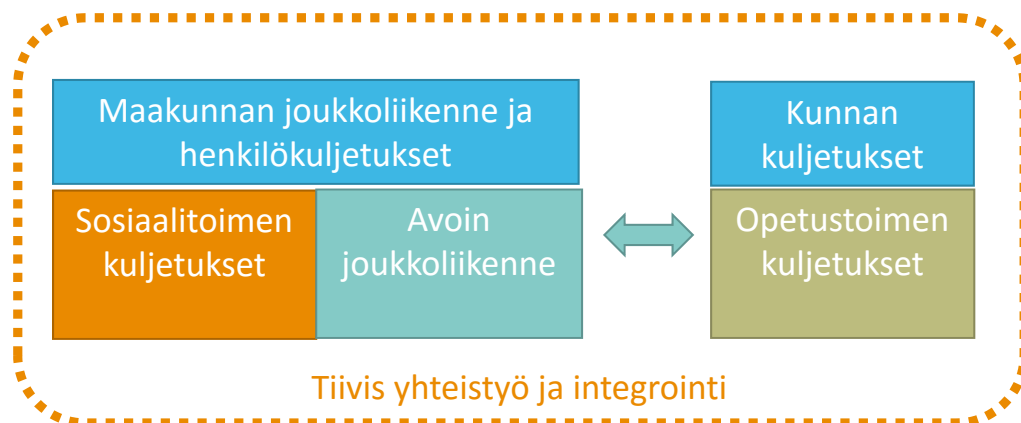 Maakunnan joukkoliikenne ja
henkilökuljetukset
Kunnan
kuljetukset
Sosiaalitoimen
kuljetukset
Avoin
joukkoliikenne
Opetustoimen
kuljetukset
Tiivis yhteistyö ja integrointi